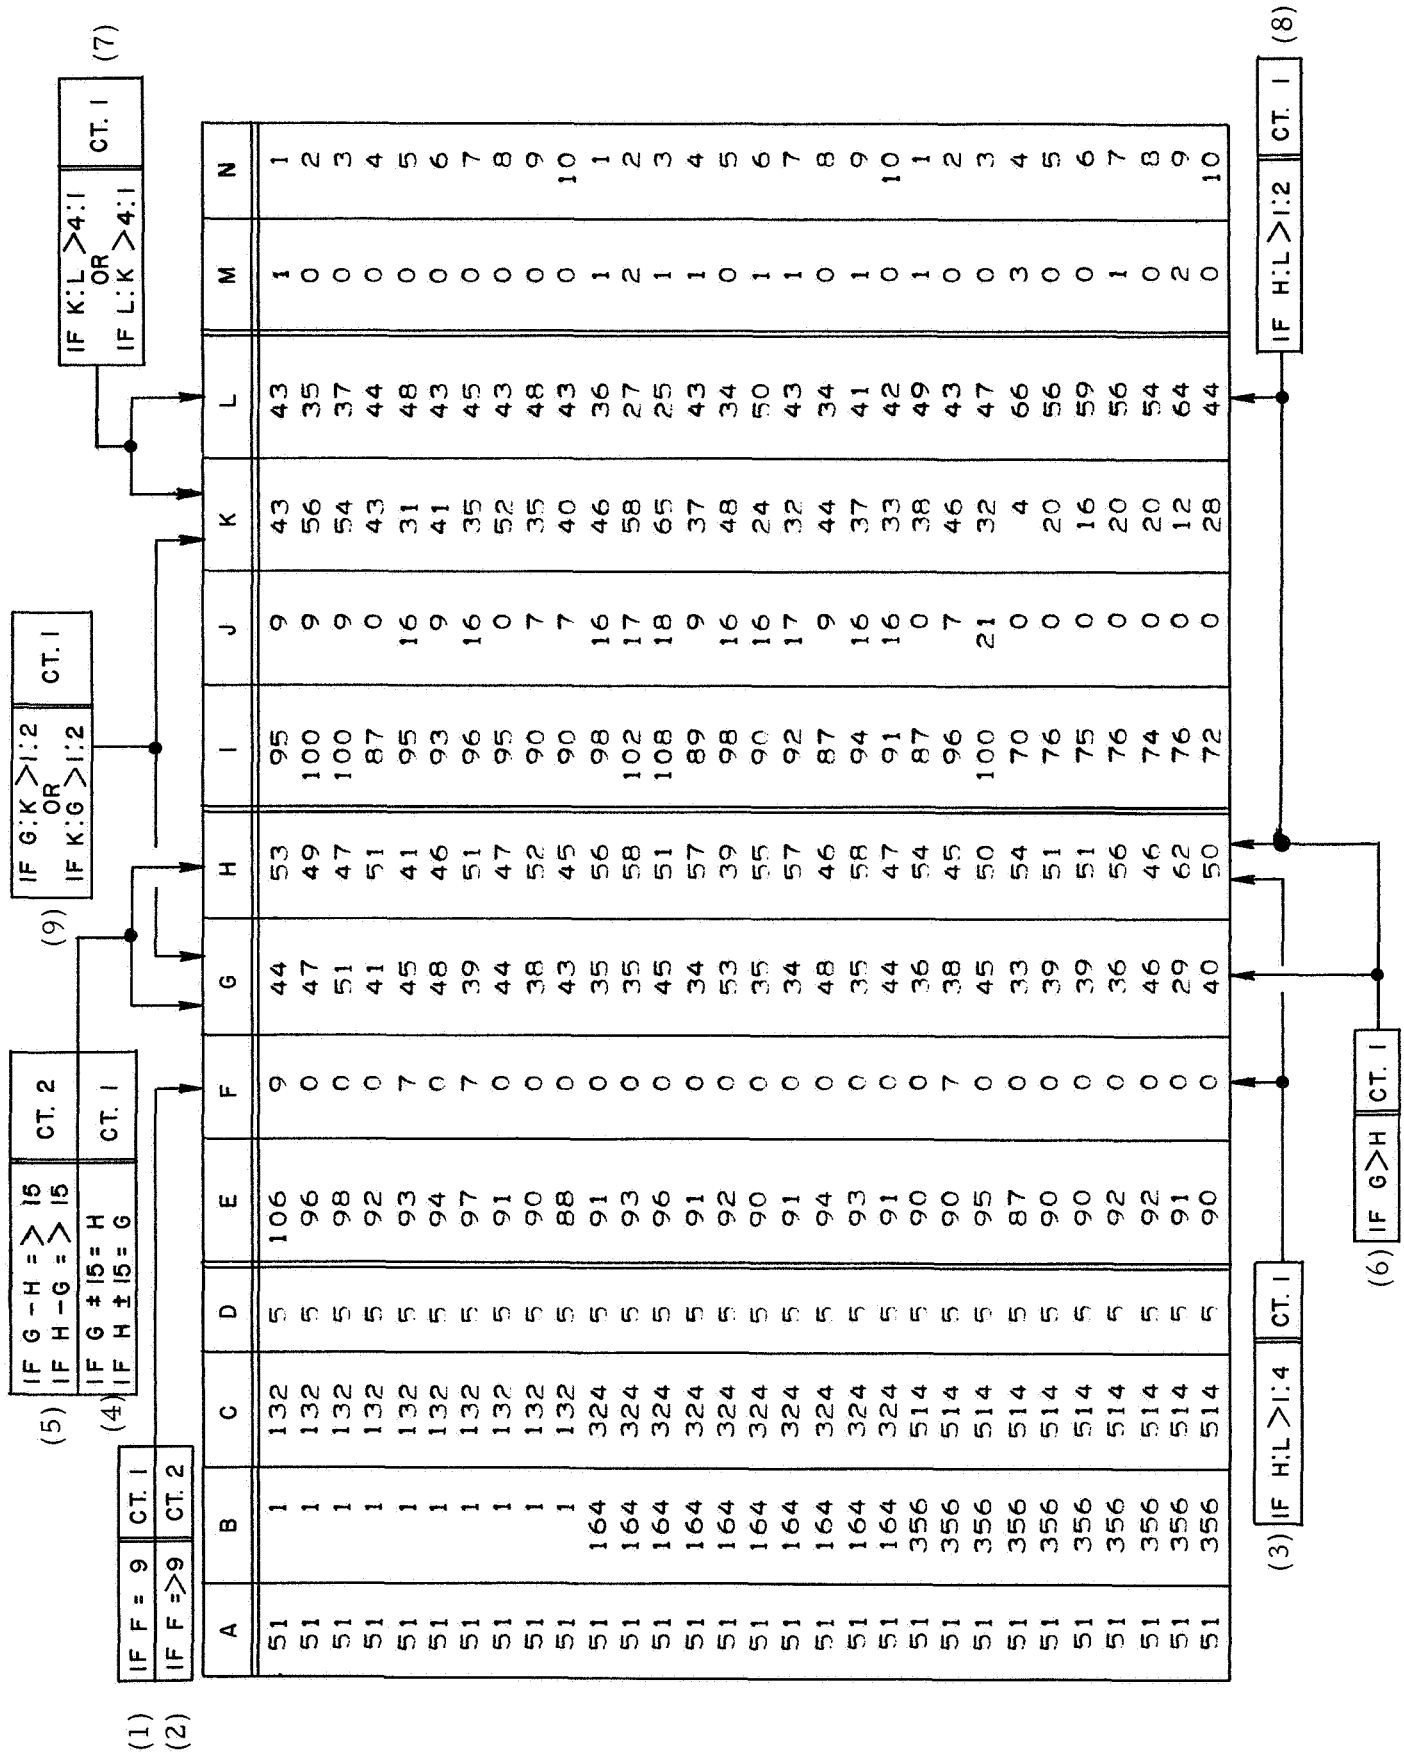 (1) IF F = 9 CT. 1
(2) IF F =>9 CT. 2
(5) IF G - H => 15 CT. 2
IF H - G => 15
(4) IF G ± 15 = H CT. 1
IF H ± 15 = G
(9) IF G:K >1:2 CT. 1
OR
IF K:G >1:2
IF K:L >4:1 CT. 1 (7)
OR
IF L:K >4:1
A B C D E F G H I J K L M N
51 1 132 5 106 9 44 53 95 9 43 43 1 1
51 1 132 5 96 0 47 49 100 9 56 35 0 2
51 1 132 5 98 0 51 47 100 9 54 37 0 3
51 1 132 5 92 0 41 51 87 0 43 44 0 4
51 1 132 5 93 7 45 41 95 16 31 48 0 5
51 1 132 5 94 0 48 46 93 9 41 43 0 6
51 1 132 5 97 7 39 51 96 16 35 45 0 7
51 1 132 5 91 0 44 47 95 0 52 43 0 8
51 1 132 5 90 0 38 52 90 7 35 48 0 9
51 1 132 5 88 0 43 45 90 7 40 43 0 10
51 164 324 5 91 0 35 56 98 16 46 36 1 1
51 164 324 5 93 0 35 58 102 17 58 27 2 2
51 164 324 5 96 0 45 51 108 18 65 25 1 3
51 164 324 5 91 0 34 57 89 9 37 43 1 4
51 164 324 5 92 0 53 39 98 16 48 34 0 5
51 164 324 5 90 0 35 55 90 16 24 50 1 6
51 164 324 5 91 0 34 57 92 17 32 43 1 7
51 164 324 5 94 0 48 46 87 9 44 34 0 8
51 164 324 5 93 0 35 58 94 16 37 41 1 9
51 164 324 5 91 0 44 47 91 16 33 42 0 10
51 356 514 5 90 0 36 54 87 0 38 49 1 1
51 356 514 5 90 7 38 45 96 7 46 43 0 2
51 356 514 5 95 0 45 50 100 21 32 47 0 3
51 356 514 5 87 0 33 54 70 0 4 66 3 4
51 356 514 5 90 0 39 51 76 0 20 56 0 5
51 356 514 5 90 0 39 51 75 0 16 59 0 6
51 356 514 5 92 0 36 56 76 0 20 56 1 7
51 356 514 5 92 0 46 46 74 0 20 54 0 8
51 356 514 5 91 0 29 62 76 0 12 64 2 9
51 356 514 5 90 0 40 50 72 0 28 44 0 10
(3) IF H:L >1:4 CT. 1
(6) IF G>H CT. 1
IF H:L >1:2 CT. 1 (8)